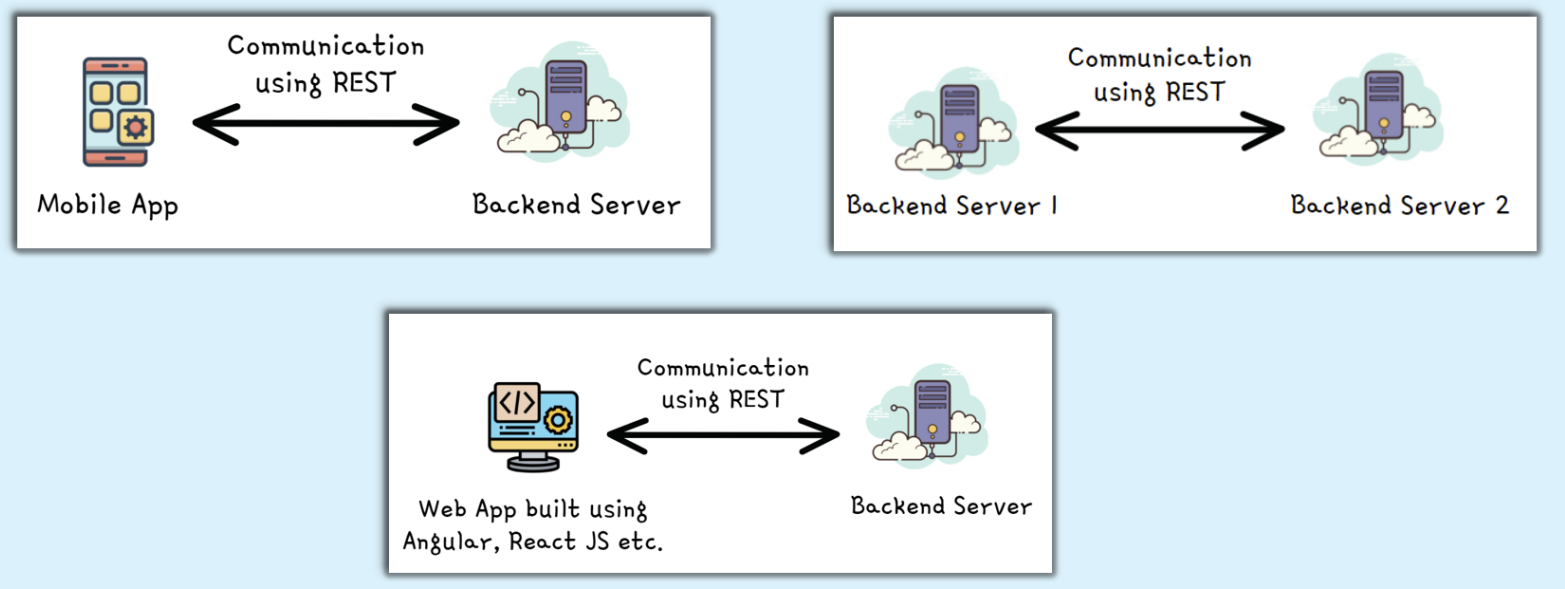 Communication
using REST
Mobile App
Backend Server
Communication
using REST
Backend Server 1
Backend Server 2
Communication
using REST
</>
Web App built using
Angular, React JS etc.
Backend Server